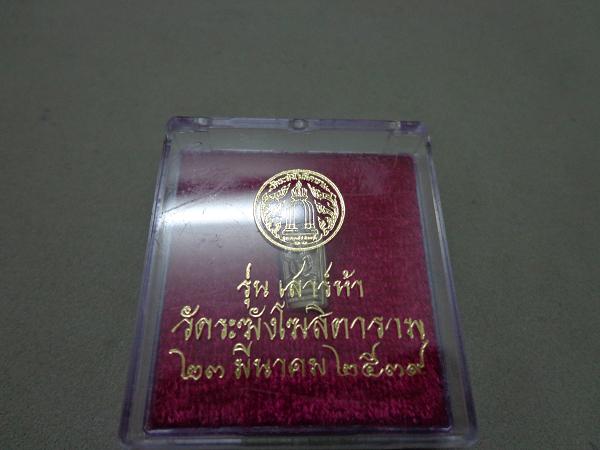 รุ่น เสาร์ห้า
วัดระฆังโฆสิตาราม
๒๓ มีนาคม ๒๕๓๙